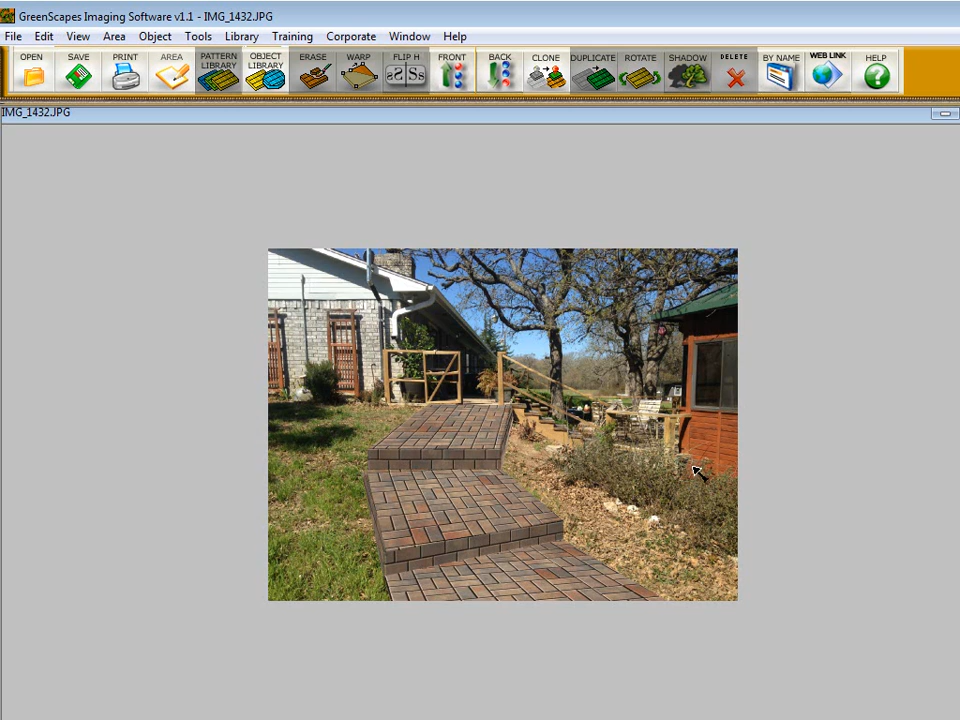 GreenScapes Imaging Software v1.1 - IMG_1432.JPG
File Edit View Area Object Tools Library Training Corporate Window Help
OPEN SAVE PRINT AREA PATTERN LIBRARY OBJECT LIBRARY ERASE WARP FLIP H FRONT BACK CLONE DUPLICATE ROTATE SHADOW DELETE BY NAME WEB LINK HELP
IMG_1432.JPG